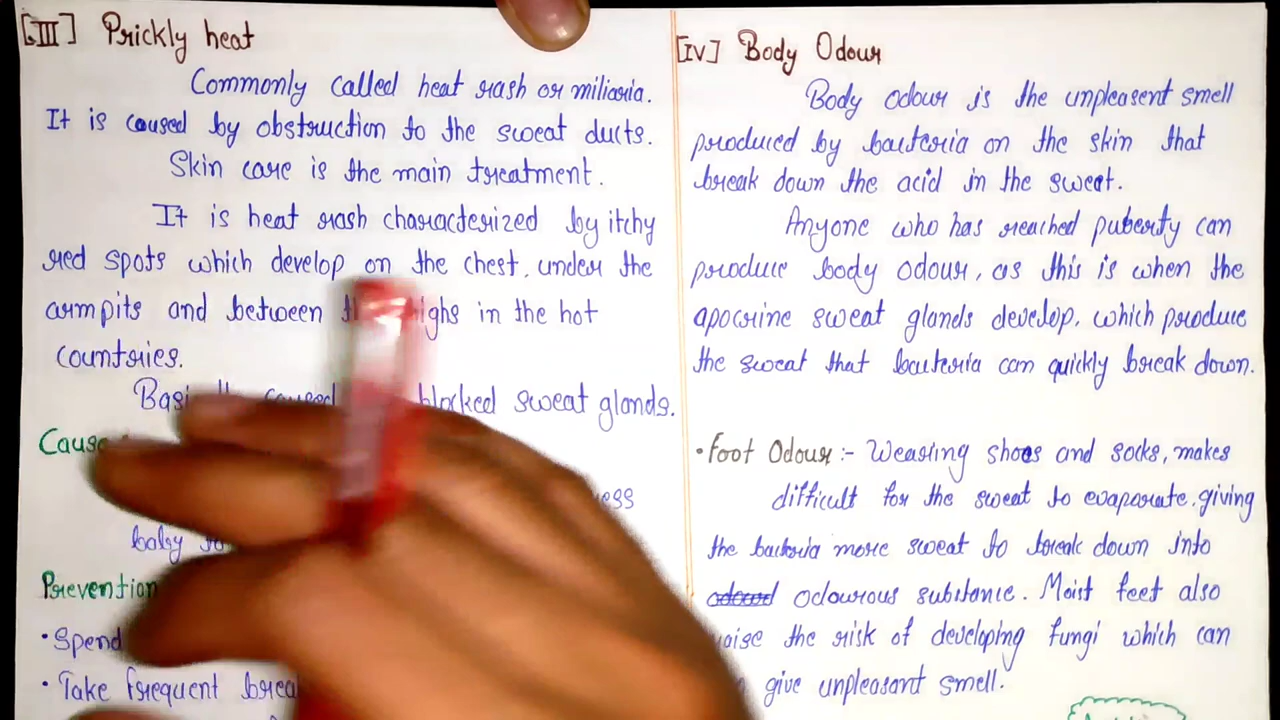 [III] Prickly heat
Commonly called heat rash or miliaria.
It is caused by obstruction to the sweat ducts.
Skin care is the main treatment.
It is heat rash characterized by itchy
red spots which develop on the chest, under the
armpits and between in the hot
countries.
blocked sweat glands.
baby
Prevention
• Spend
• Take frequent
[IV] Body Odour
Body odour is the unpleasent smell
produced by bacteria on the skin that
break down the acid in the sweat.
Anyone who has reached puberty can
produce body odour, as this is when the
apocrine sweat glands develop, which produce
the sweat that bacteria can quickly break down.
• Foot Odour :- Wearing shoes and socks, makes
difficult for the sweat to evaporate, giving
the bacteria more sweat to break down into
odourous substance. Moist feet also
the risk of developing fungi which can
give unpleasant smell.